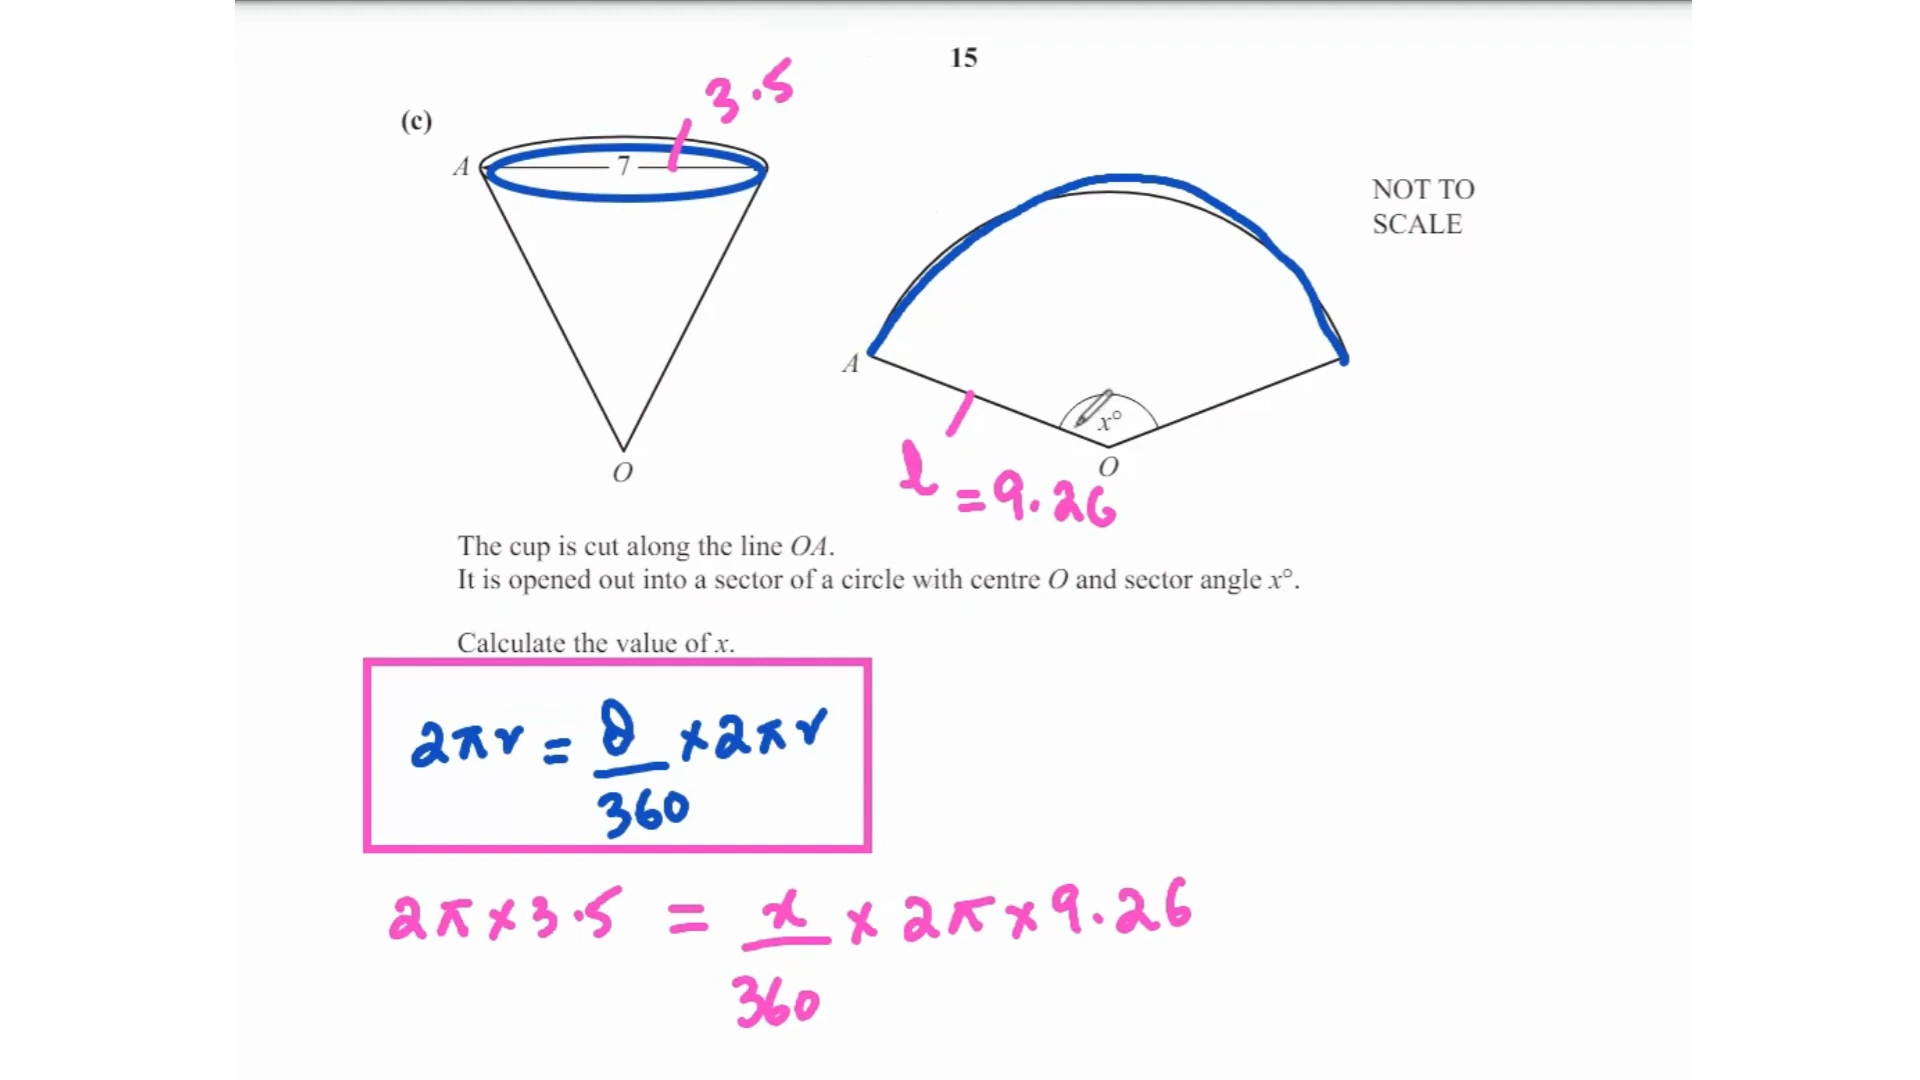 15
(c)
3.5
A
7
O
NOT TO
SCALE
A
x°
O
l = 9.26
The cup is cut along the line OA.
It is opened out into a sector of a circle with centre O and sector angle x°.
Calculate the value of x.
2πr = θ/360 × 2πr
2π × 3.5 = x/360 × 2π × 9.26